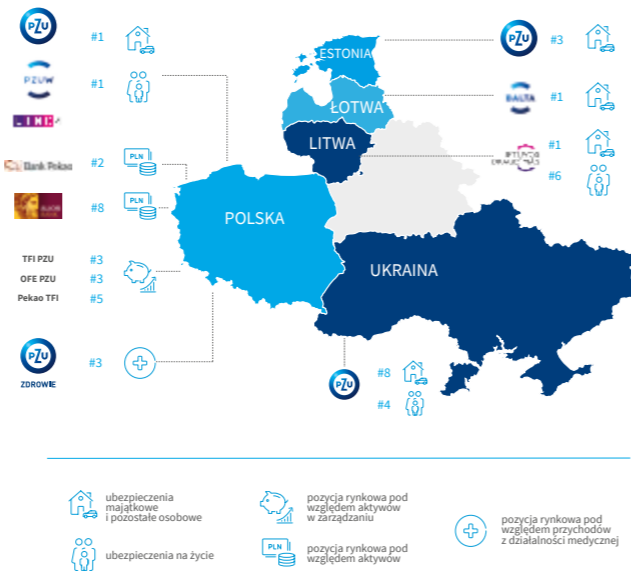 PZU
#1
PZUW
#1
LINK4
Bank Pekao
#2
PLN
#8
PLN
TFI PZU #3
OFE PZU #3
Pekao TFI #5
PZU
ZDROWIE
#3
ESTONIA
ŁOTWA
LITWA
POLSKA
UKRAINA
PZU
#3
BALTA
#1
#1
#6
PZU
#8
#4
ubezpieczenia
majątkowe
i pozostałe osobowe
ubezpieczenia na życie
pozycja rynkowa pod
względem aktywów
w zarządzaniu
PLN
pozycja rynkowa pod
względem aktywów
pozycja rynkowa pod
względem przychodów
z działalności medycznej